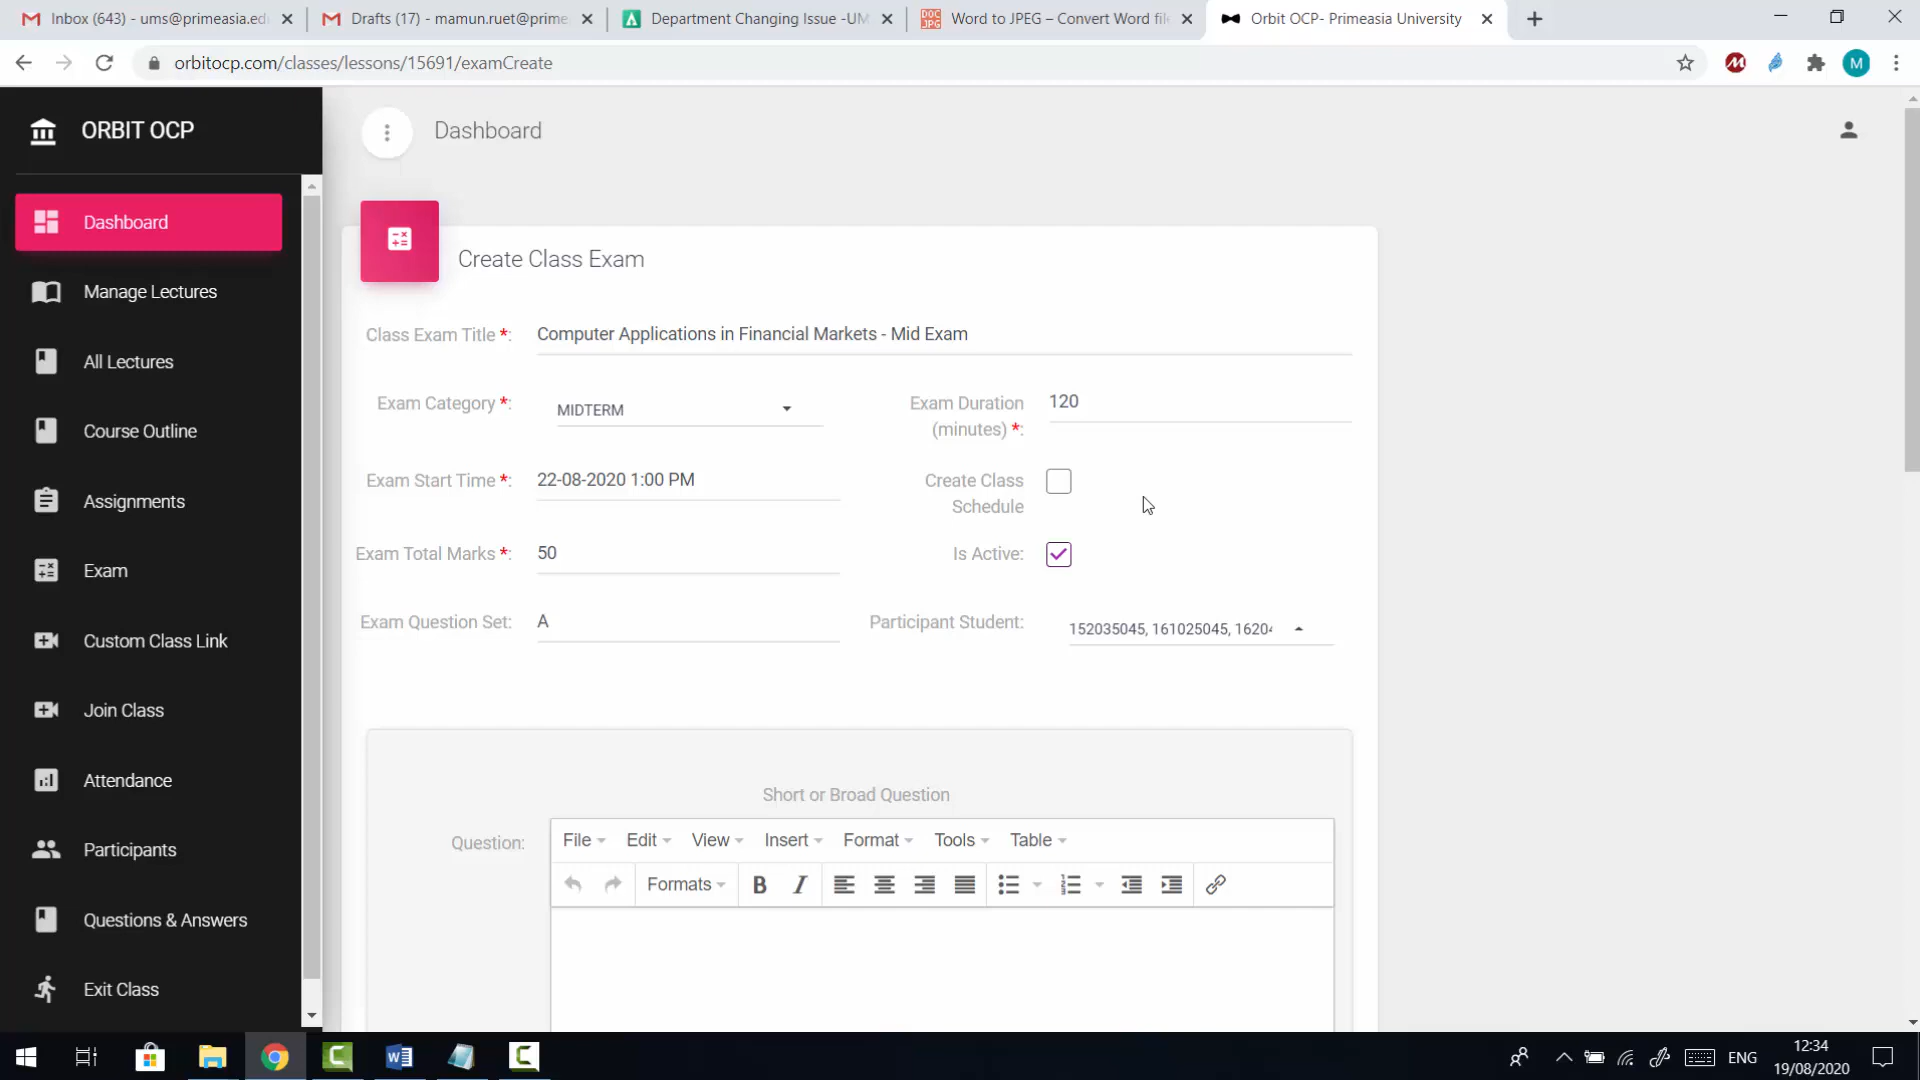 Inbox (643) - ums@primeasia.ed
Drafts (17) - mamun.ruet@prime
Department Changing Issue -UM
Word to JPEG – Convert Word file
Orbit OCP- Primeasia University
orbitocp.com/classes/lessons/15691/examCreate
M
ORBIT OCP
Dashboard
Dashboard
Manage Lectures
All Lectures
Course Outline
Assignments
Exam
Custom Class Link
Join Class
Attendance
Participants
Questions & Answers
Exit Class
Create Class Exam
Class Exam Title *: Computer Applications in Financial Markets - Mid Exam
Exam Category *: MIDTERM
Exam Duration (minutes) *: 120
Exam Start Time *: 22-08-2020 1:00 PM
Create Class Schedule
Exam Total Marks *: 50
Is Active:
Exam Question Set: A
Participant Student: 152035045, 161025045, 16204
Short or Broad Question
Question:
File Edit View Insert Format Tools Table
Formats B I
ENG
12:34
19/08/2020